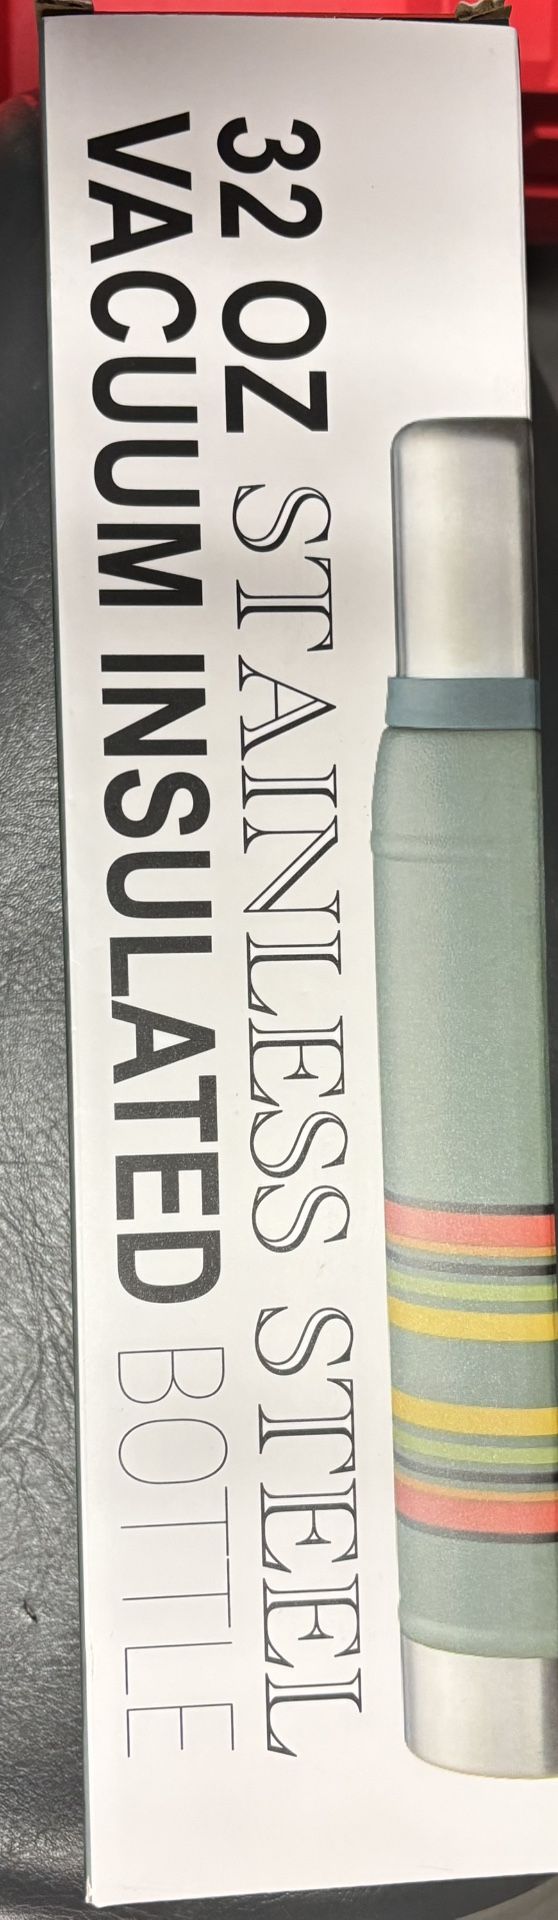 32 OZ STAINLESS STEEL
VACUUM INSULATED BOTTLE